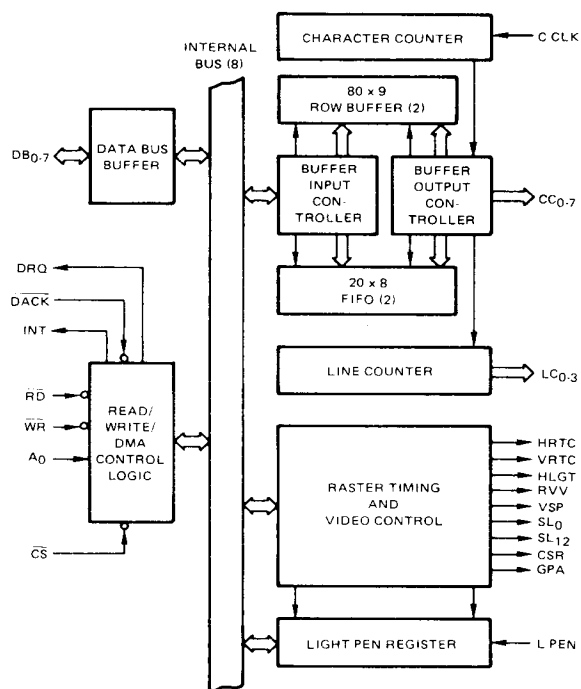 INTERNAL
BUS (8)
CHARACTER COUNTER
C CLK
80 x 9
ROW BUFFER (2)
DB0-7
DATA BUS
BUFFER
BUFFER
INPUT
CON-
TROLLER
BUFFER
OUTPUT
CON-
TROLLER
CC0-7
20 x 8
FIFO (2)
DRQ
DACK
INT
LINE COUNTER
LC0-3
RD
WR
A0
READ/
WRITE/
DMA
CONTROL
LOGIC
CS
RASTER TIMING
AND
VIDEO CONTROL
HRTC
VRTC
HLGT
RVV
VSP
SL0
SL12
CSR
GPA
LIGHT PEN REGISTER
L PEN